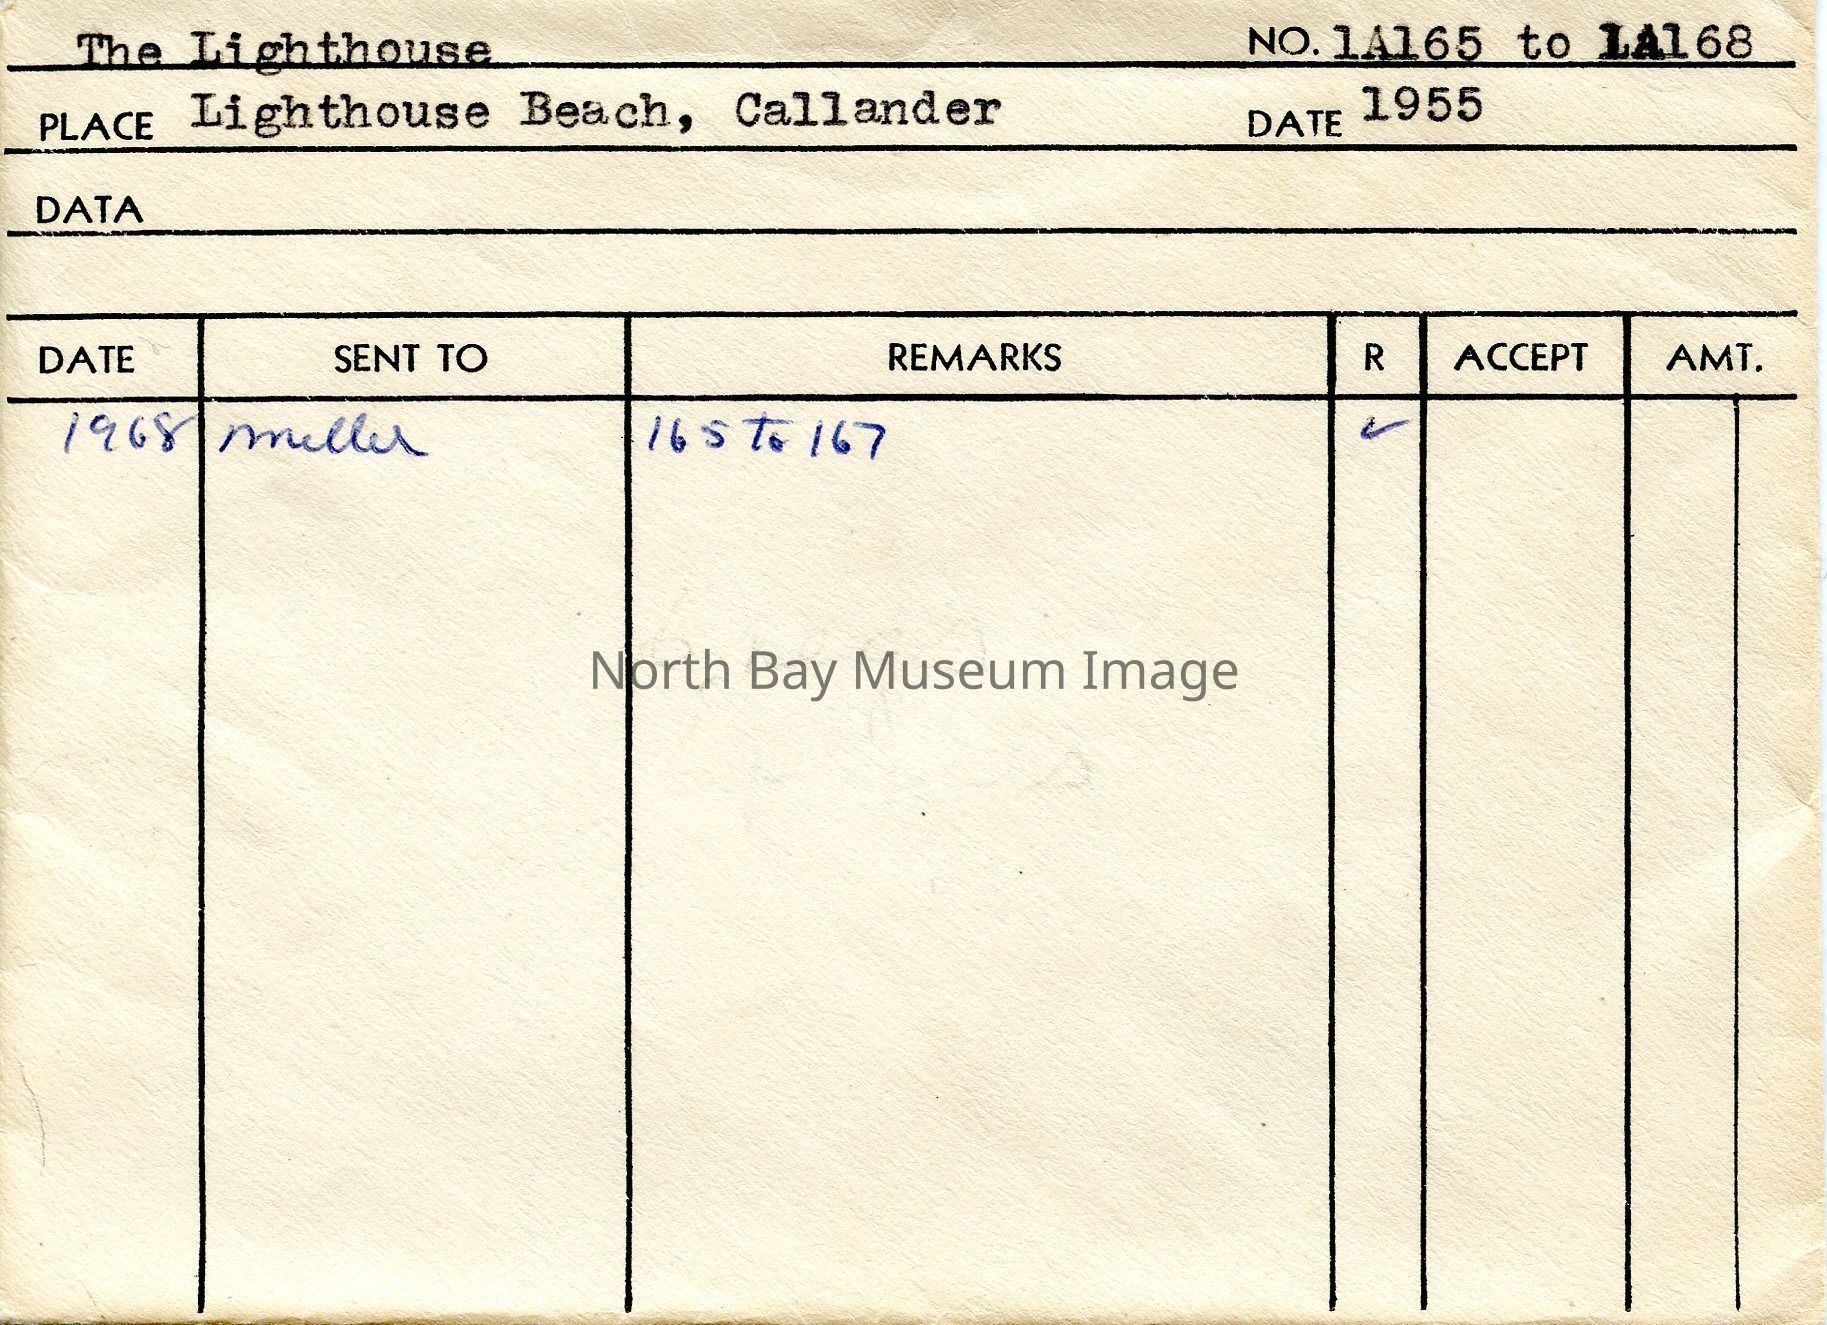 The Lighthouse NO. 1A165 to 1A168
PLACE Lighthouse Beach, Callander DATE 1955
DATA
DATE SENT TO REMARKS R ACCEPT AMT.
1968 Miller 165 to 167 ✓
North Bay Museum Image